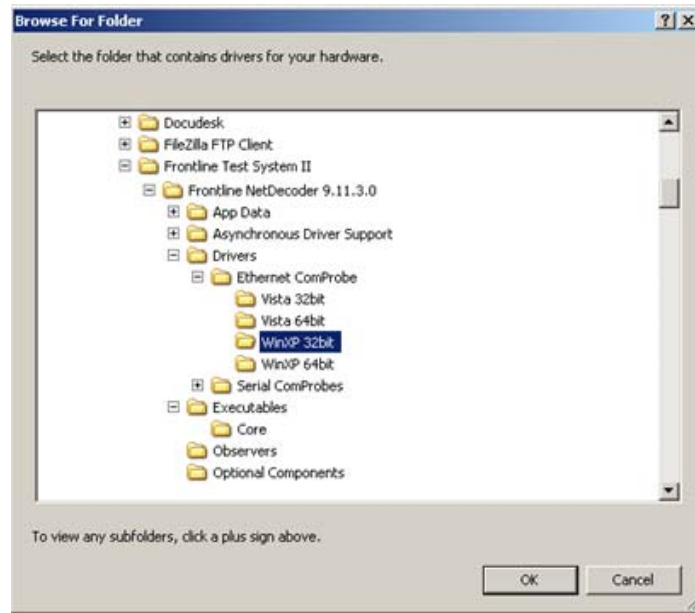 Browse For Folder
Select the folder that contains drivers for your hardware.
Docudesk
FileZilla FTP Client
Frontline Test System II
Frontline NetDecoder 9.11.3.0
App Data
Asynchronous Driver Support
Drivers
Ethernet ComProbe
Vista 32bit
Vista 64bit
WinXP 32bit
WinXP 64bit
Serial ComProbes
Executables
Core
Observers
Optional Components
To view any subfolders, click a plus sign above.
OK Cancel